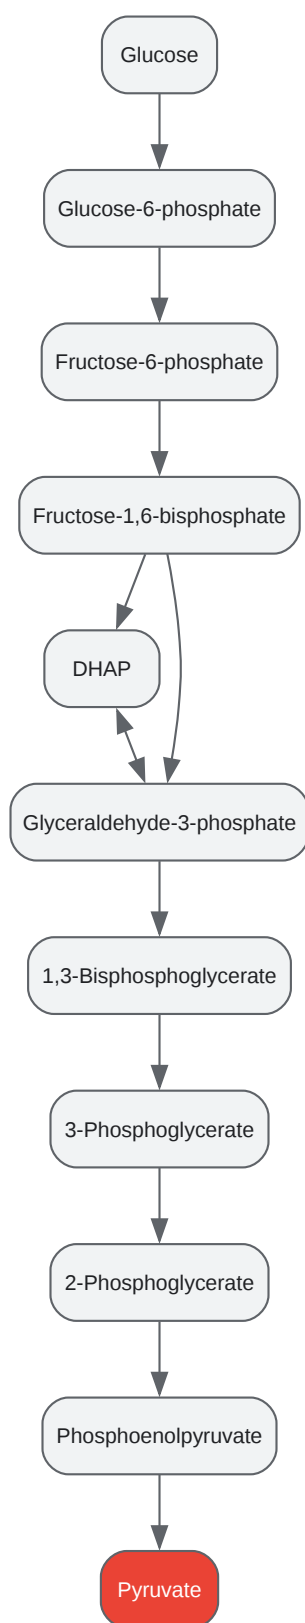 Glucose
Glucose-6-phosphate
Fructose-6-phosphate
Fructose-1,6-bisphosphate
DHAP
Glyceraldehyde-3-phosphate
1,3-Bisphosphoglycerate
3-Phosphoglycerate
2-Phosphoglycerate
Phosphoenolpyruvate
Pyruvate